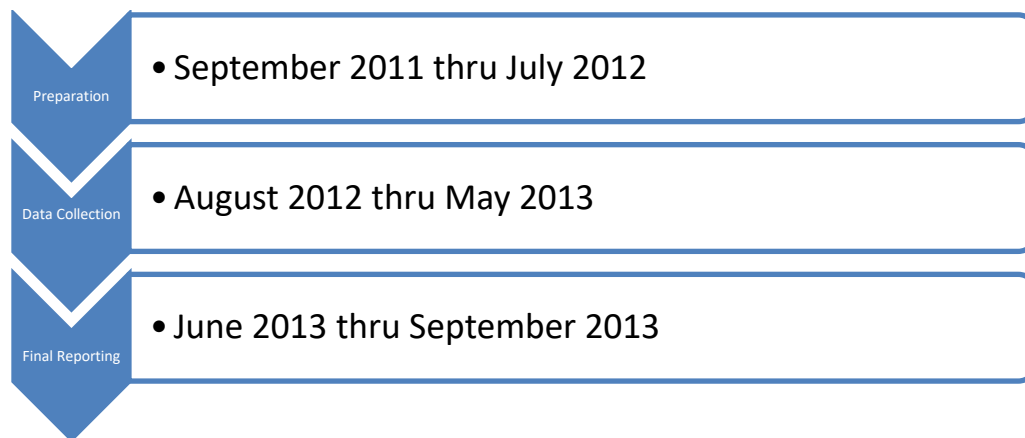 Preparation
• September 2011 thru July 2012
Data Collection
• August 2012 thru May 2013
Final Reporting
• June 2013 thru September 2013